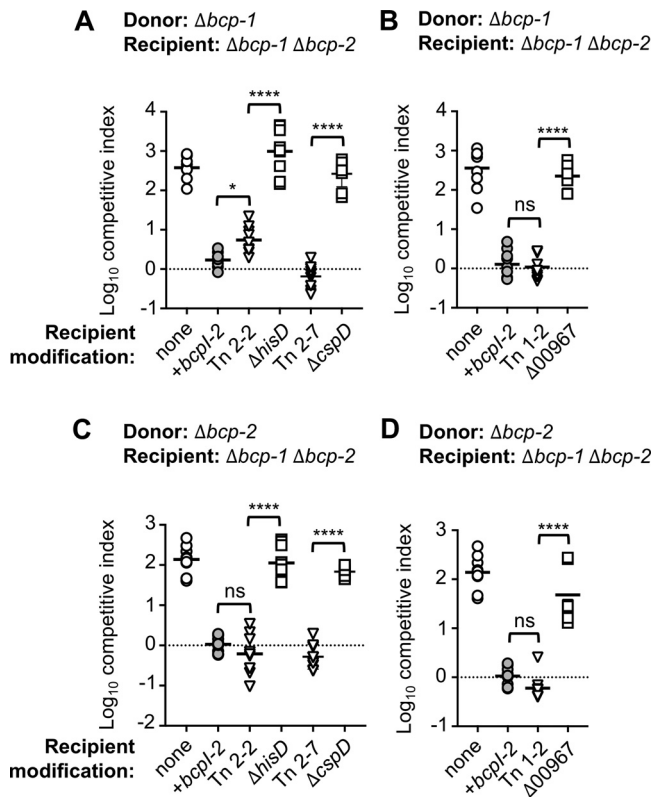 A
Donor: Δbcp-1
Recipient: Δbcp-1 Δbcp-2
Log10 competitive index
4
3
2
1
0
-1
****
****
*
Recipient
modification:
none
+bcpI-2
Tn 2-2
ΔhisD
Tn 2-7
ΔcspD
B
Donor: Δbcp-1
Recipient: Δbcp-1 Δbcp-2
Log10 competitive index
4
3
2
1
0
-1
****
ns
none
+bcpI-2
Tn 1-2
Δ00967
C
Donor: Δbcp-2
Recipient: Δbcp-1 Δbcp-2
Log10 competitive index
3
2
1
0
-1
-2
****
****
ns
Recipient
modification:
none
+bcpI-2
Tn 2-2
ΔhisD
Tn 2-7
ΔcspD
D
Donor: Δbcp-2
Recipient: Δbcp-1 Δbcp-2
Log10 competitive index
3
2
1
0
-1
****
ns
none
+bcpI-2
Tn 1-2
Δ00967